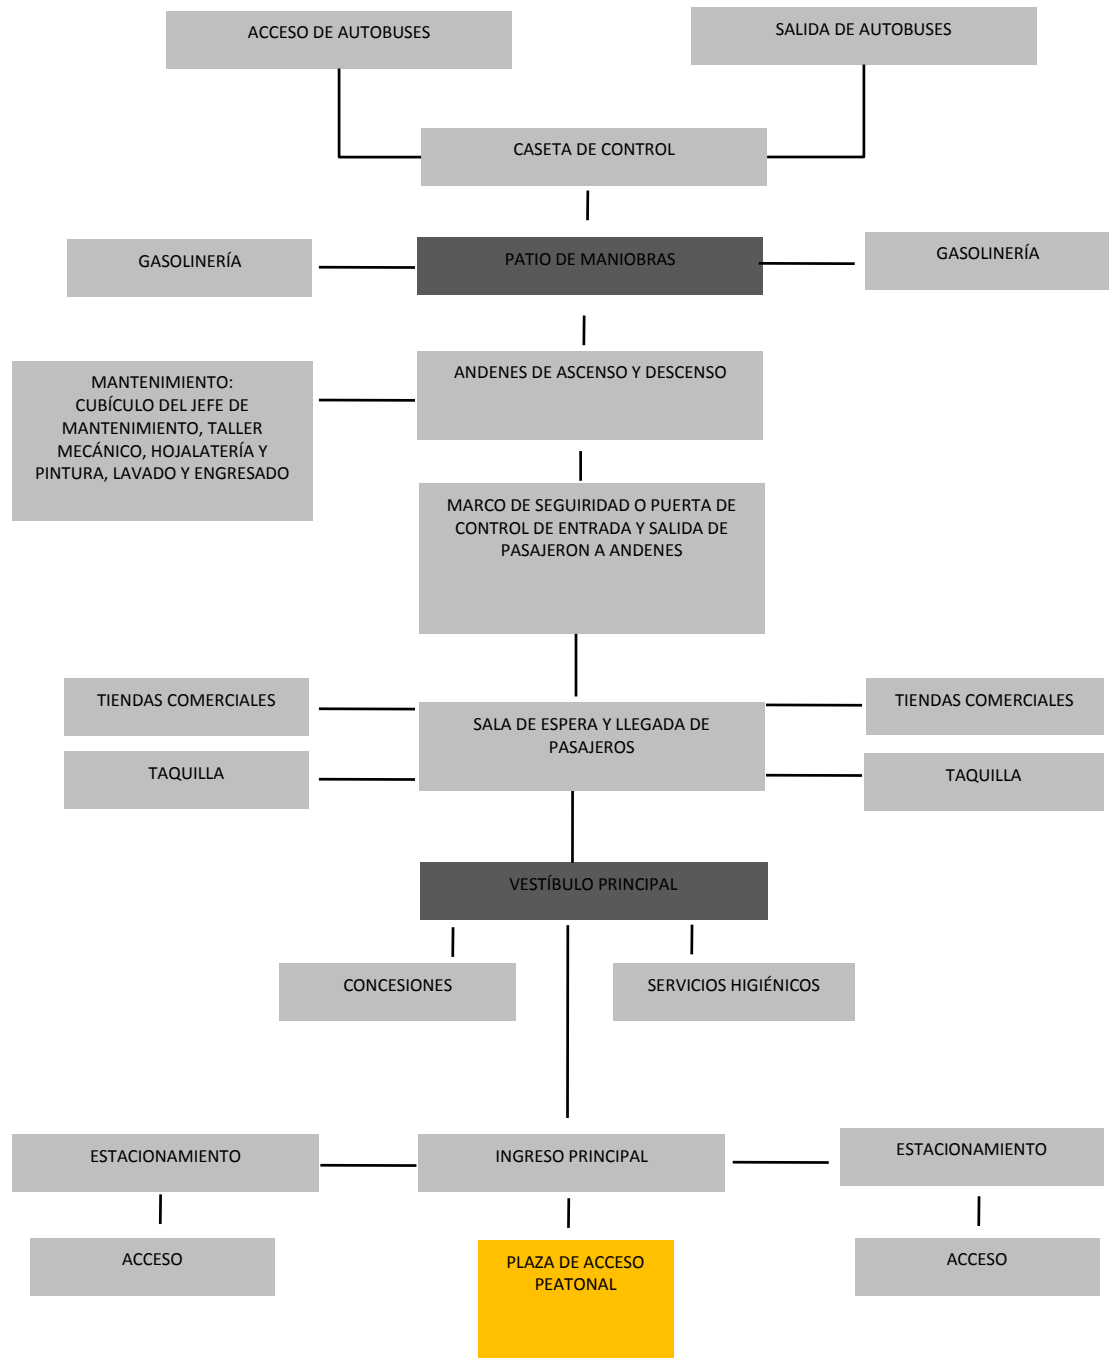 ACCESO DE AUTOBUSES
SALIDA DE AUTOBUSES
CASETA DE CONTROL
GASOLINERÍA
PATIO DE MANIOBRAS
GASOLINERÍA
MANTENIMIENTO:
CUBÍCULO DEL JEFE DE
MANTENIMIENTO, TALLER
MECÁNICO, HOJALATERÍA Y
PINTURA, LAVADO Y ENGRESADO
ANDENES DE ASCENSO Y DESCENSO
MARCO DE SEGUIRIDAD O PUERTA DE
CONTROL DE ENTRADA Y SALIDA DE
PASAJERON A ANDENES
TIENDAS COMERCIALES
SALA DE ESPERA Y LLEGADA DE
PASAJEROS
TIENDAS COMERCIALES
TAQUILLA
TAQUILLA
VESTÍBULO PRINCIPAL
CONCESIONES
SERVICIOS HIGIÉNICOS
ESTACIONAMIENTO
INGRESO PRINCIPAL
ESTACIONAMIENTO
ACCESO
PLAZA DE ACCESO
PEATONAL
ACCESO